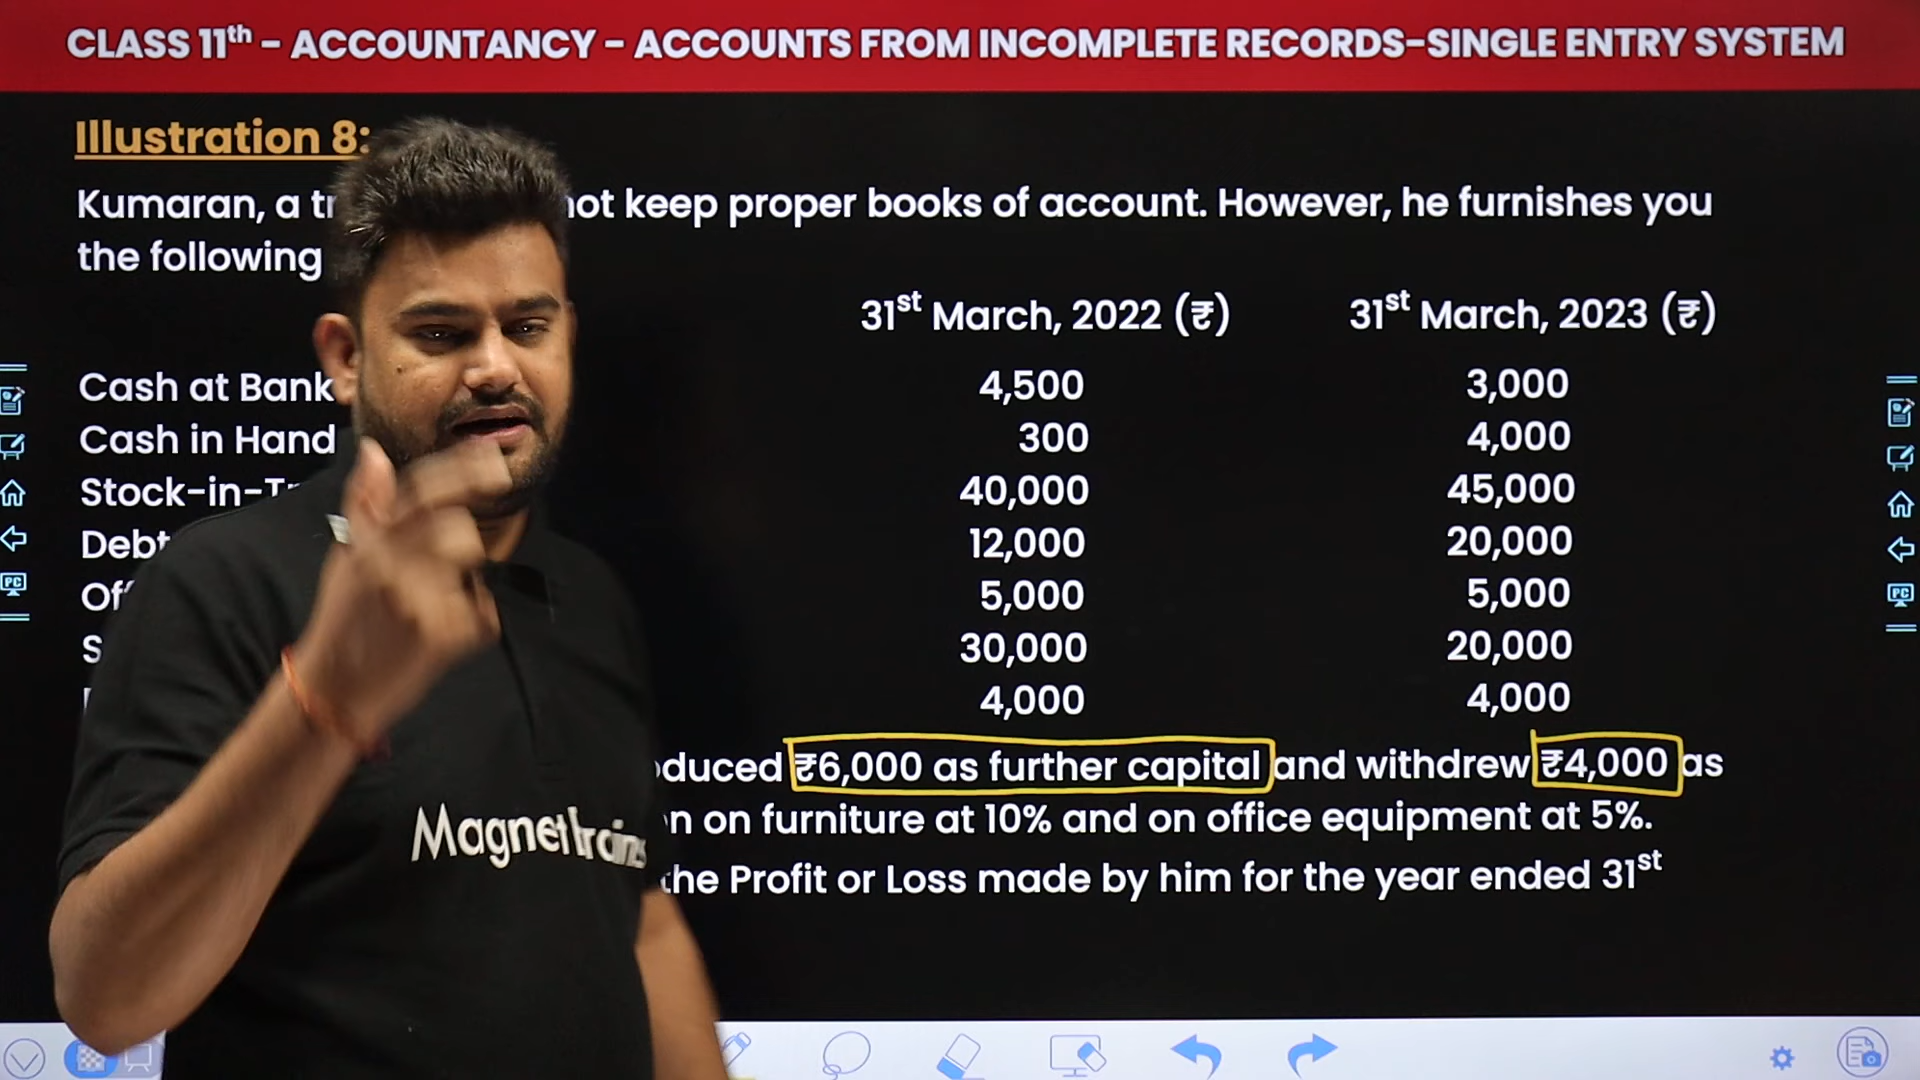 CLASS 11th – ACCOUNTANCY – ACCOUNTS FROM INCOMPLETE RECORDS-SINGLE ENTRY SYSTEM
Illustration 8:
Kumaran, a not keep proper books of account. However, he furnishes you
the following
31st March, 2022 (₹) 31st March, 2023 (₹)
Cash at Bank 4,500 3,000
Cash in Hand 300 4,000
Stock-in- 40,000 45,000
12,000 20,000
5,000 5,000
30,000 20,000
4,000 4,000
₹6,000 as further capital and withdrew ₹4,000 as
on furniture at 10% and on office equipment at 5%.
the Profit or Loss made by him for the year ended 31st
Magnet Brains
PC
PC